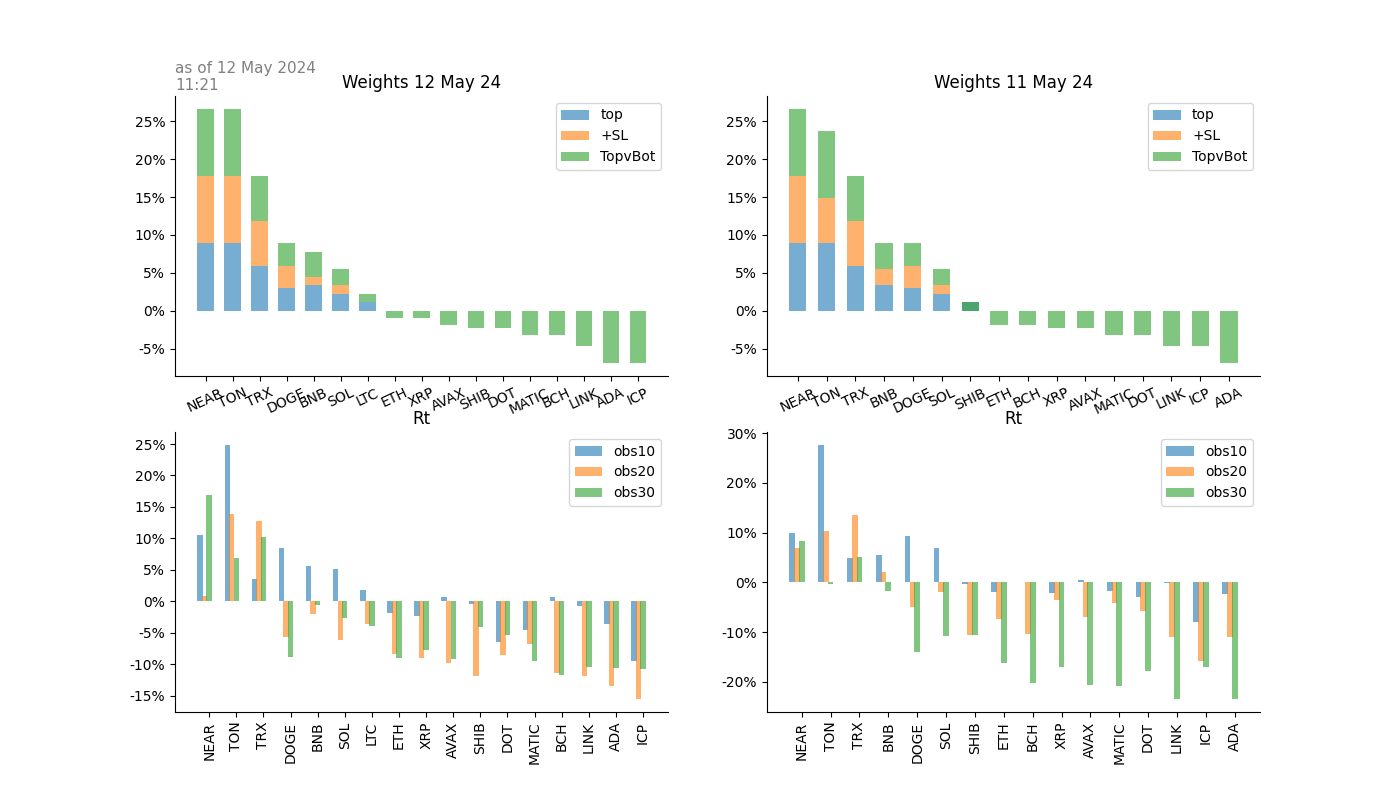 as of 12 May 2024
11:21
Weights 12 May 24
25%
20%
15%
10%
5%
0%
-5%
top
+SL
TopvBot
NEAR TON TRX DOGE BNB SOL LTC ETH XRP AVAX SHIB DOT MATIC BCH LINK ADA ICP
Weights 11 May 24
25%
20%
15%
10%
5%
0%
-5%
top
+SL
TopvBot
NEAR TON TRX BNB DOGE SOL SHIB ETH BCH XRP AVAX MATIC DOT LINK ICP ADA
Rt
25%
20%
15%
10%
5%
0%
-5%
-10%
-15%
obs10
obs20
obs30
NEAR TON TRX DOGE BNB SOL LTC ETH XRP AVAX SHIB DOT MATIC BCH LINK ADA ICP
Rt
30%
20%
10%
0%
-10%
-20%
obs10
obs20
obs30
NEAR TON TRX BNB DOGE SOL SHIB ETH BCH XRP AVAX MATIC DOT LINK ICP ADA